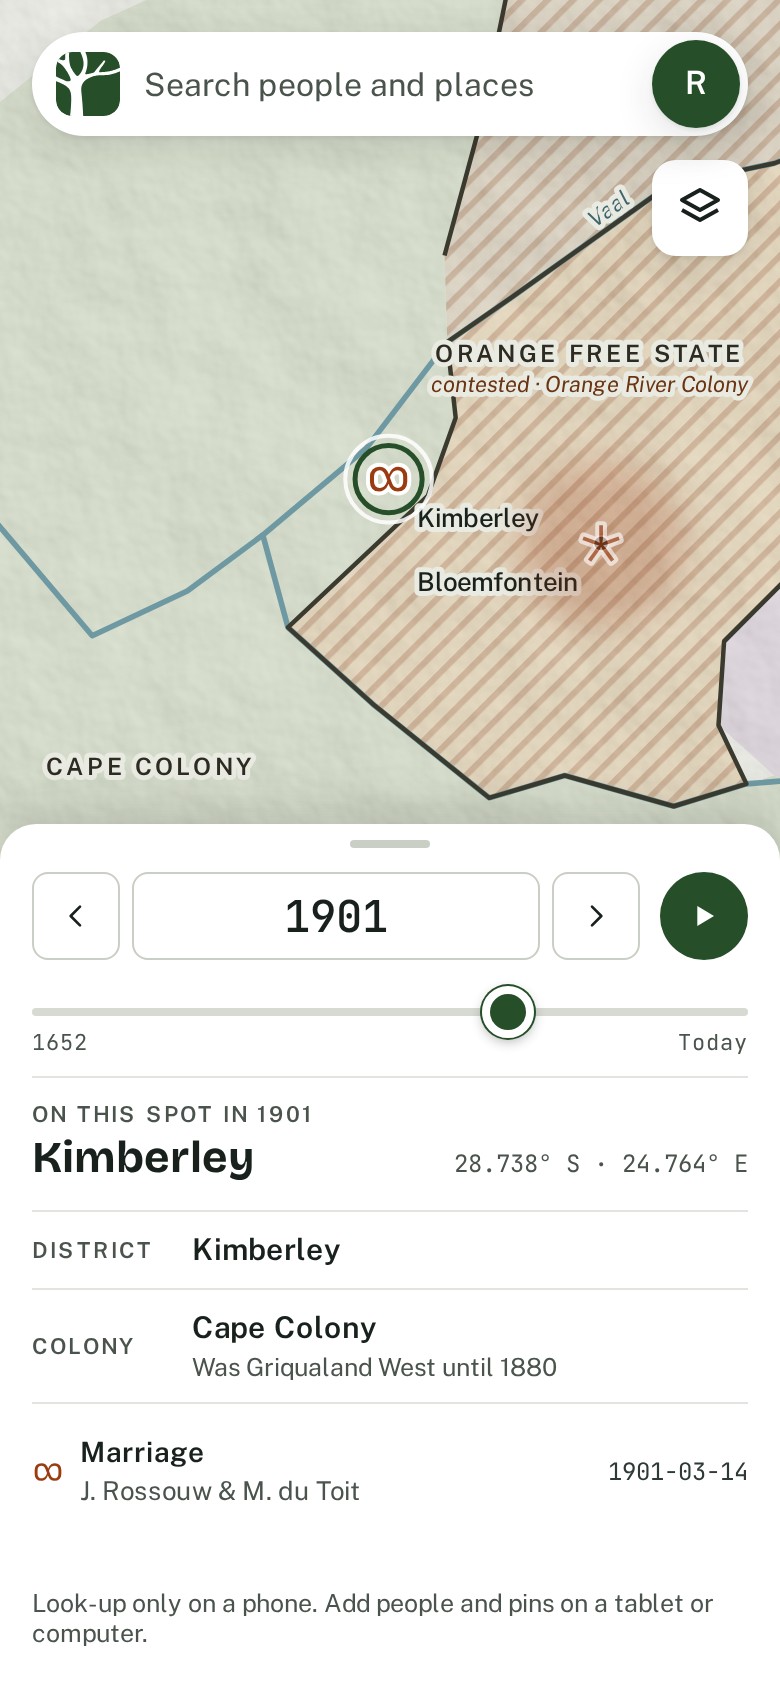 Search people and places
R
Vaal
ORANGE FREE STATE
contested · Orange River Colony
Kimberley
Bloemfontein
CAPE COLONY
1901
1652
Today
ON THIS SPOT IN 1901
Kimberley
28.738° S · 24.764° E
DISTRICT
Kimberley
COLONY
Cape Colony
Was Griqualand West until 1880
∞
Marriage
J. Rossouw & M. du Toit
1901-03-14
Look-up only on a phone. Add people and pins on a tablet or
computer.